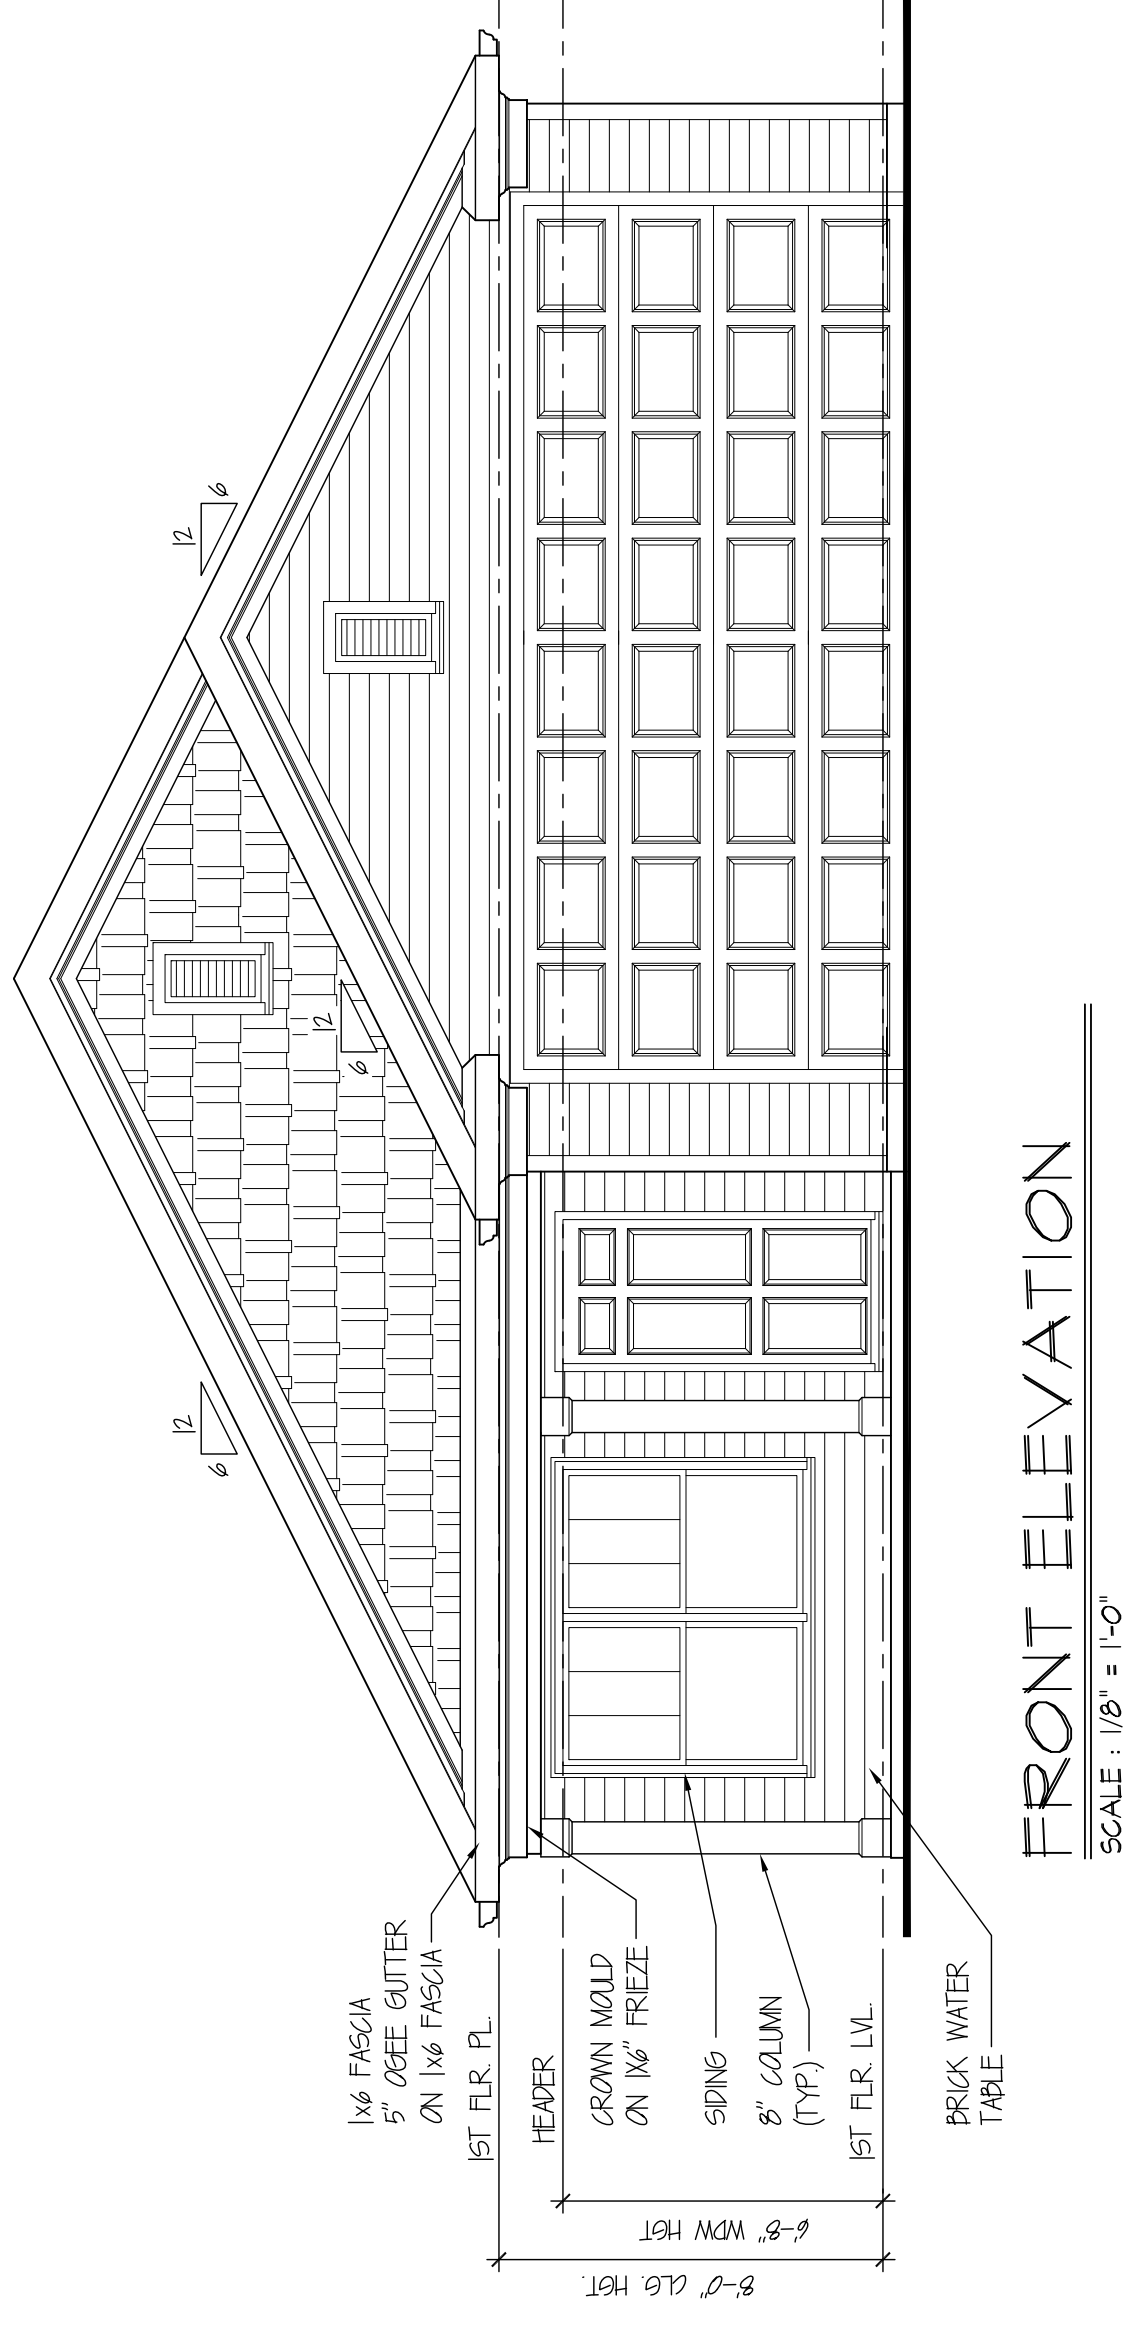 12
6
12
6
12
6
1x6 FASCIA
5" OGEE GUTTER
ON 1x6 FASCIA
1ST FLR. PL.
HEADER
CROWN MOULD
ON 1X6" FRIEZE
SIDING
8" COLUMN
(TYP.)
1ST FLR. LVL.
BRICK WATER
TABLE
6'-8" WDW HGT
8'-0" CLG. HGT.
FRONT ELEVATION
SCALE : 1/8" = 1'-0"